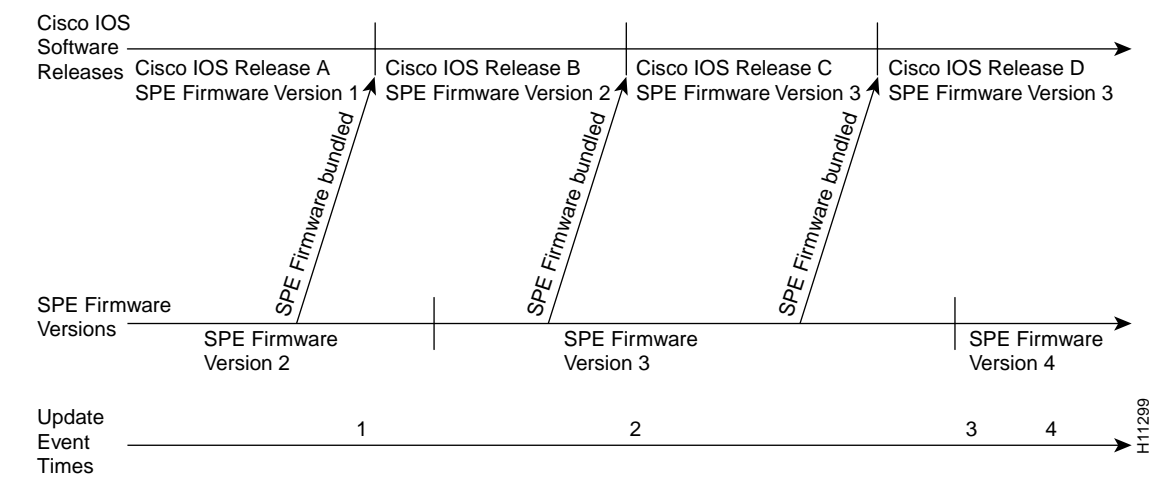 Cisco IOS
Software
Releases
Cisco IOS Release A
SPE Firmware Version 1
Cisco IOS Release B
SPE Firmware Version 2
Cisco IOS Release C
SPE Firmware Version 3
Cisco IOS Release D
SPE Firmware Version 3
SPE Firmware bundled
SPE Firmware bundled
SPE Firmware bundled
SPE Firmware
Versions
SPE Firmware
Version 2
SPE Firmware
Version 3
SPE Firmware
Version 4
Update
Event
Times
1
2
3
4
H11299